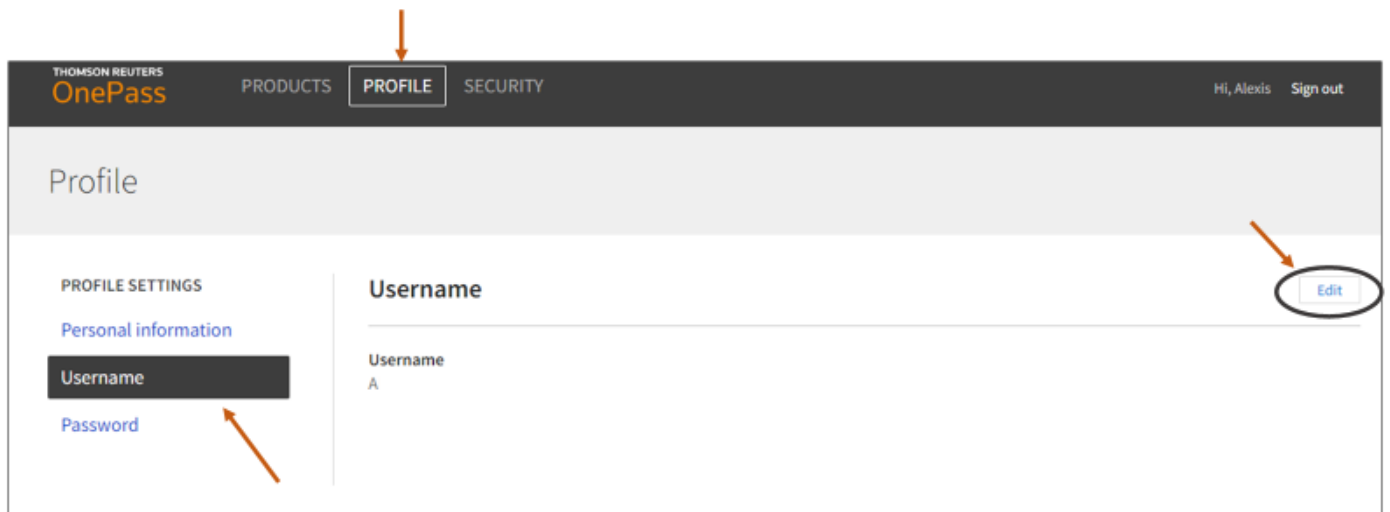 THOMSON REUTERS
OnePass
PRODUCTS PROFILE SECURITY
Hi, Alexis Sign out
Profile
PROFILE SETTINGS
Personal information
Username
Password
Username
Edit
Username
A